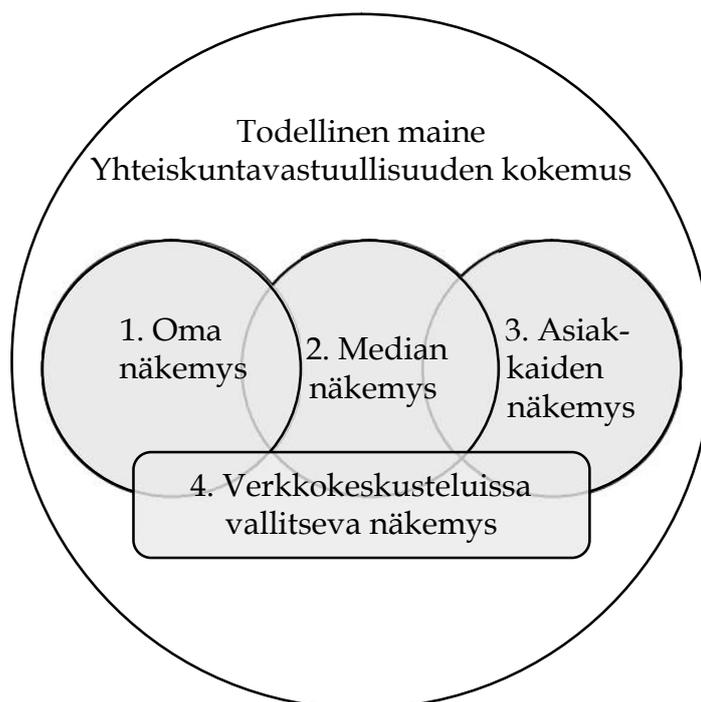 Todellinen maine
Yhteiskuntavastuullisuuden kokemus
1. Oma
näkemys
2. Median
näkemys
3. Asiak-
kaiden
näkemys
4. Verkkokeskusteluissa
vallitseva näkemys